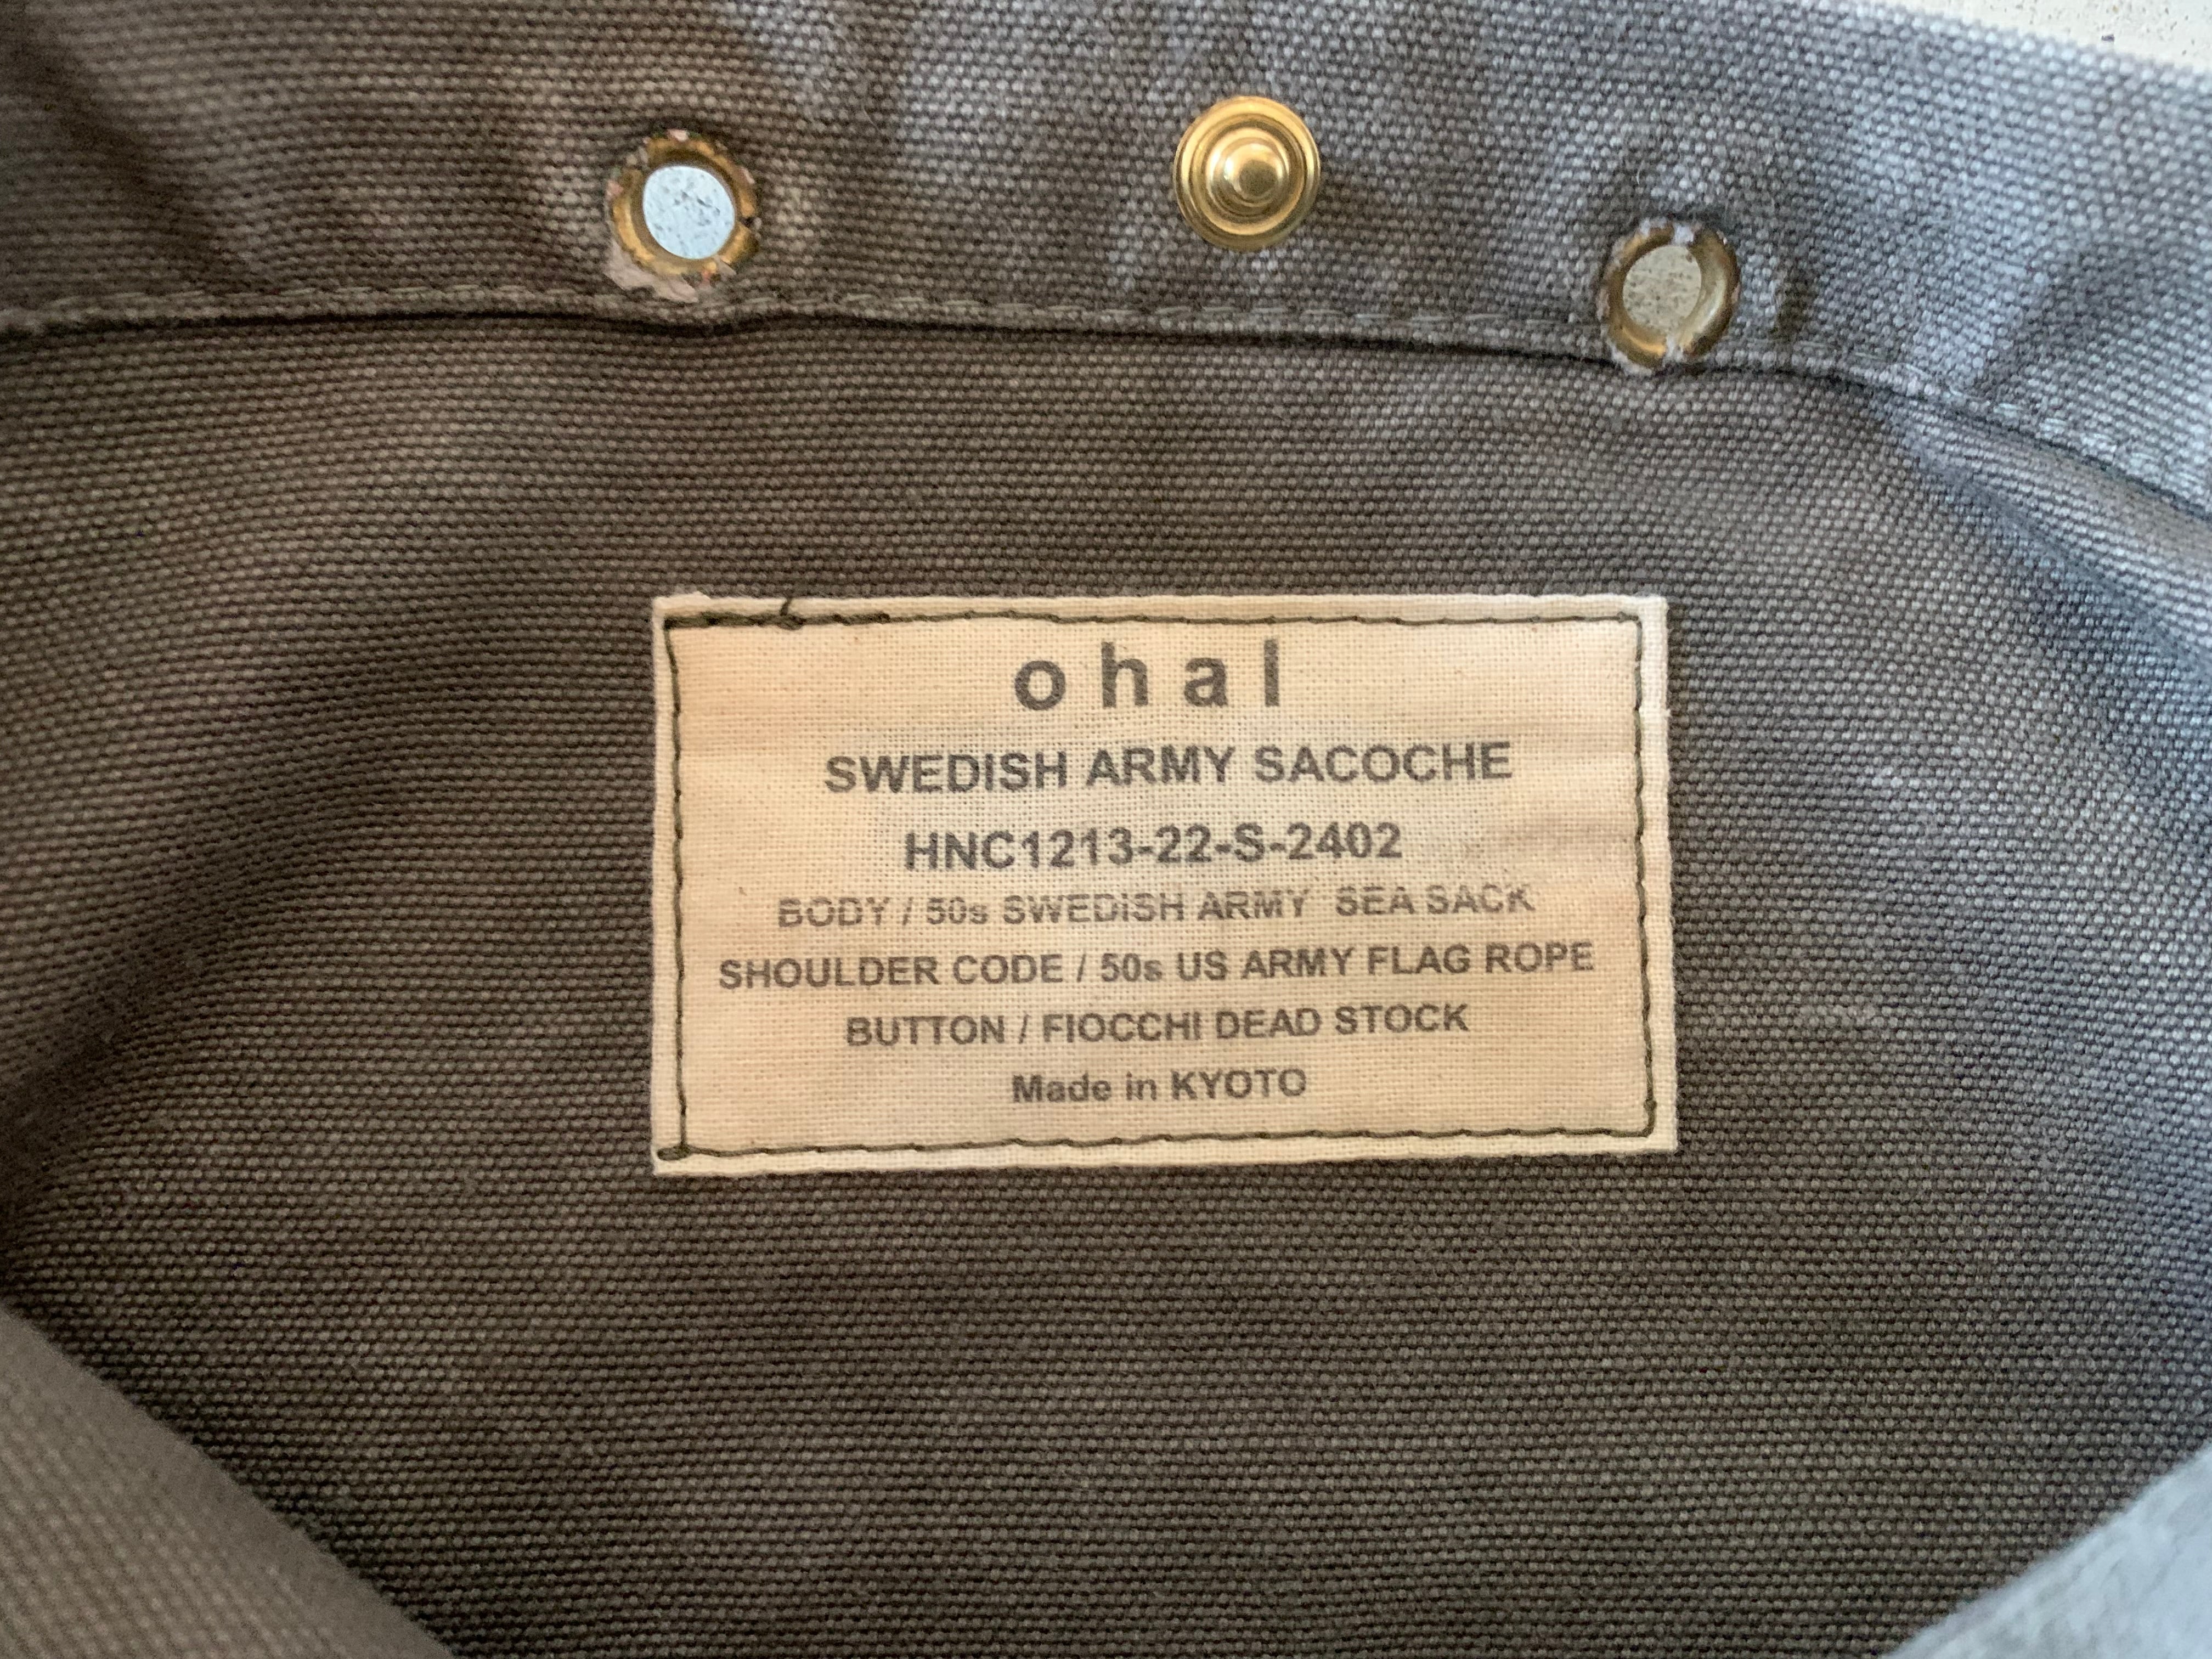 ohal
SWEDISH ARMY SACOCHE
HNC1213-22-S-2402
BODY / 50s SWEDISH ARMY SEA SACK
SHOULDER CODE / 50s US ARMY FLAG ROPE
BUTTON / FIOCCHI DEAD STOCK
Made in KYOTO